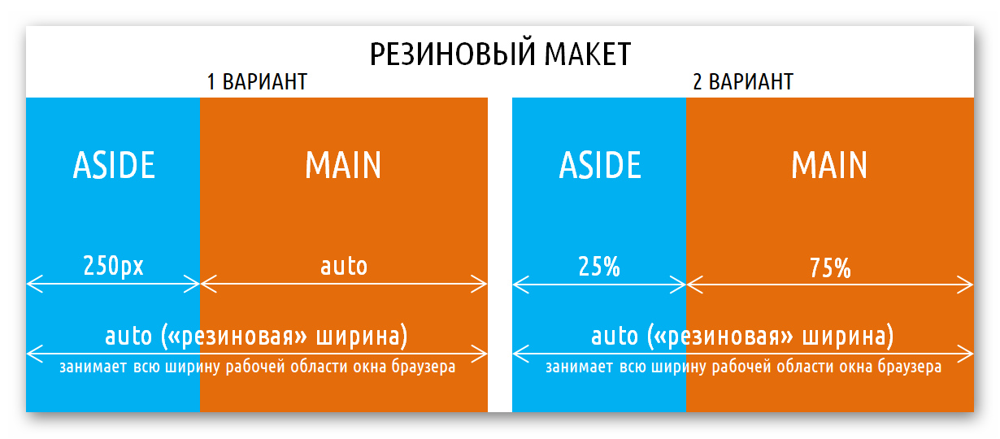 РЕЗИНОВЫЙ МАКЕТ
1 ВАРИАНТ
ASIDE
MAIN
250px
auto
auto («резиновая» ширина)
занимает всю ширину рабочей области окна браузера
2 ВАРИАНТ
ASIDE
MAIN
25%
75%
auto («резиновая» ширина)
занимает всю ширину рабочей области окна браузера